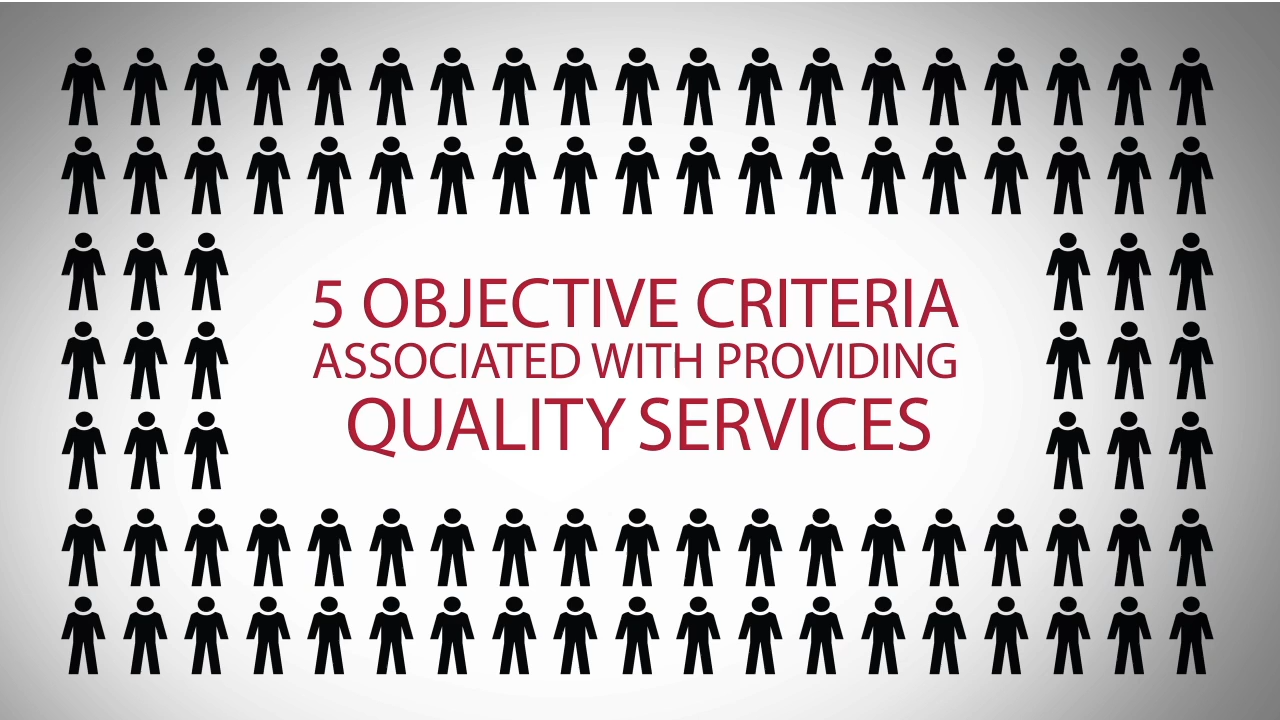 5 OBJECTIVE CRITERIA
ASSOCIATED WITH PROVIDING
QUALITY SERVICES